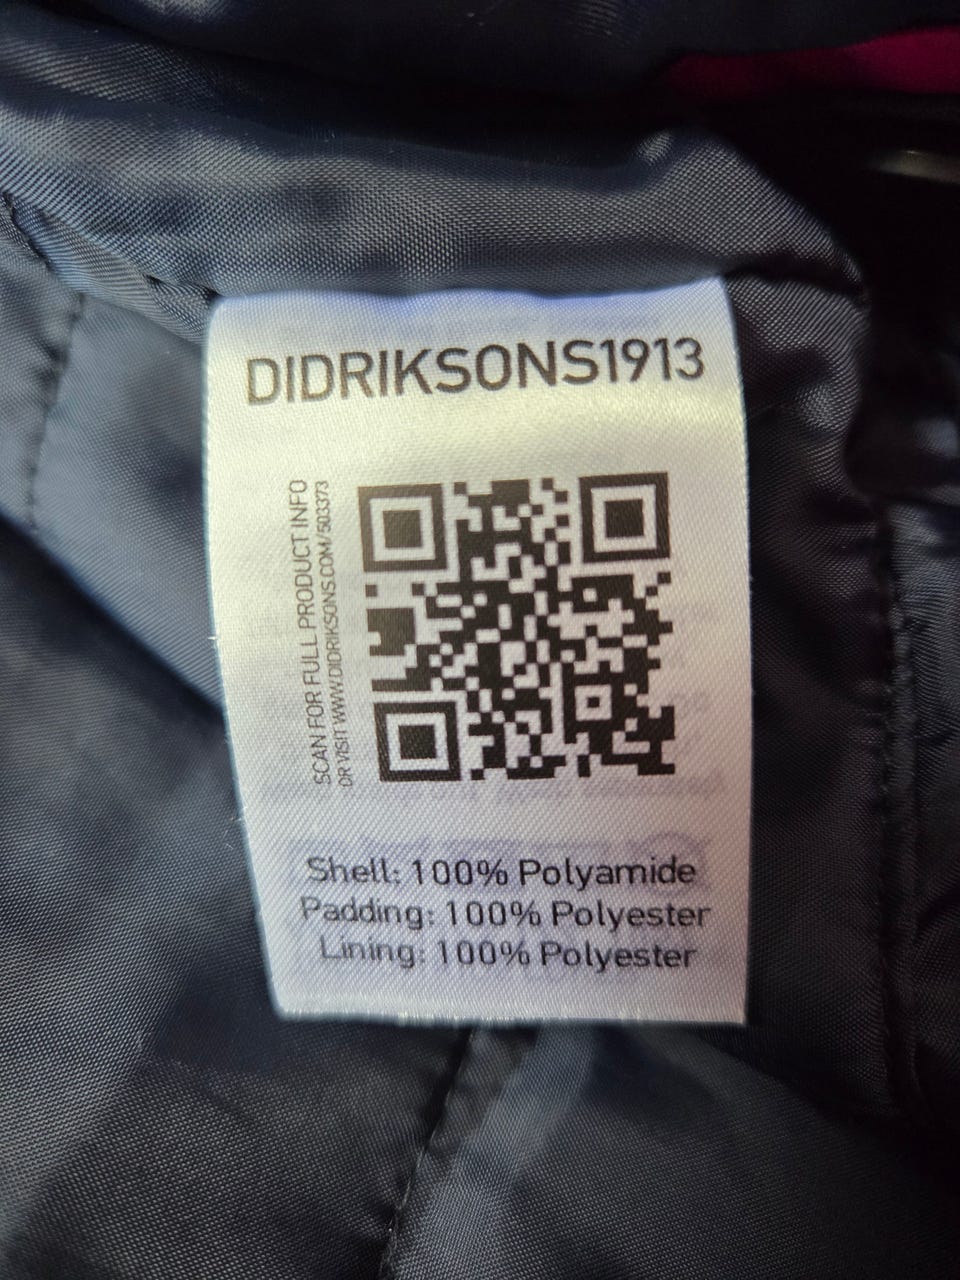 DIDRIKSONS1913
SCAN FOR FULL PRODUCT INFO
OR VISIT WWW.DIDRIKSONS.COM/503373
Shell: 100% Polyamide
Padding: 100% Polyester
Lining: 100% Polyester